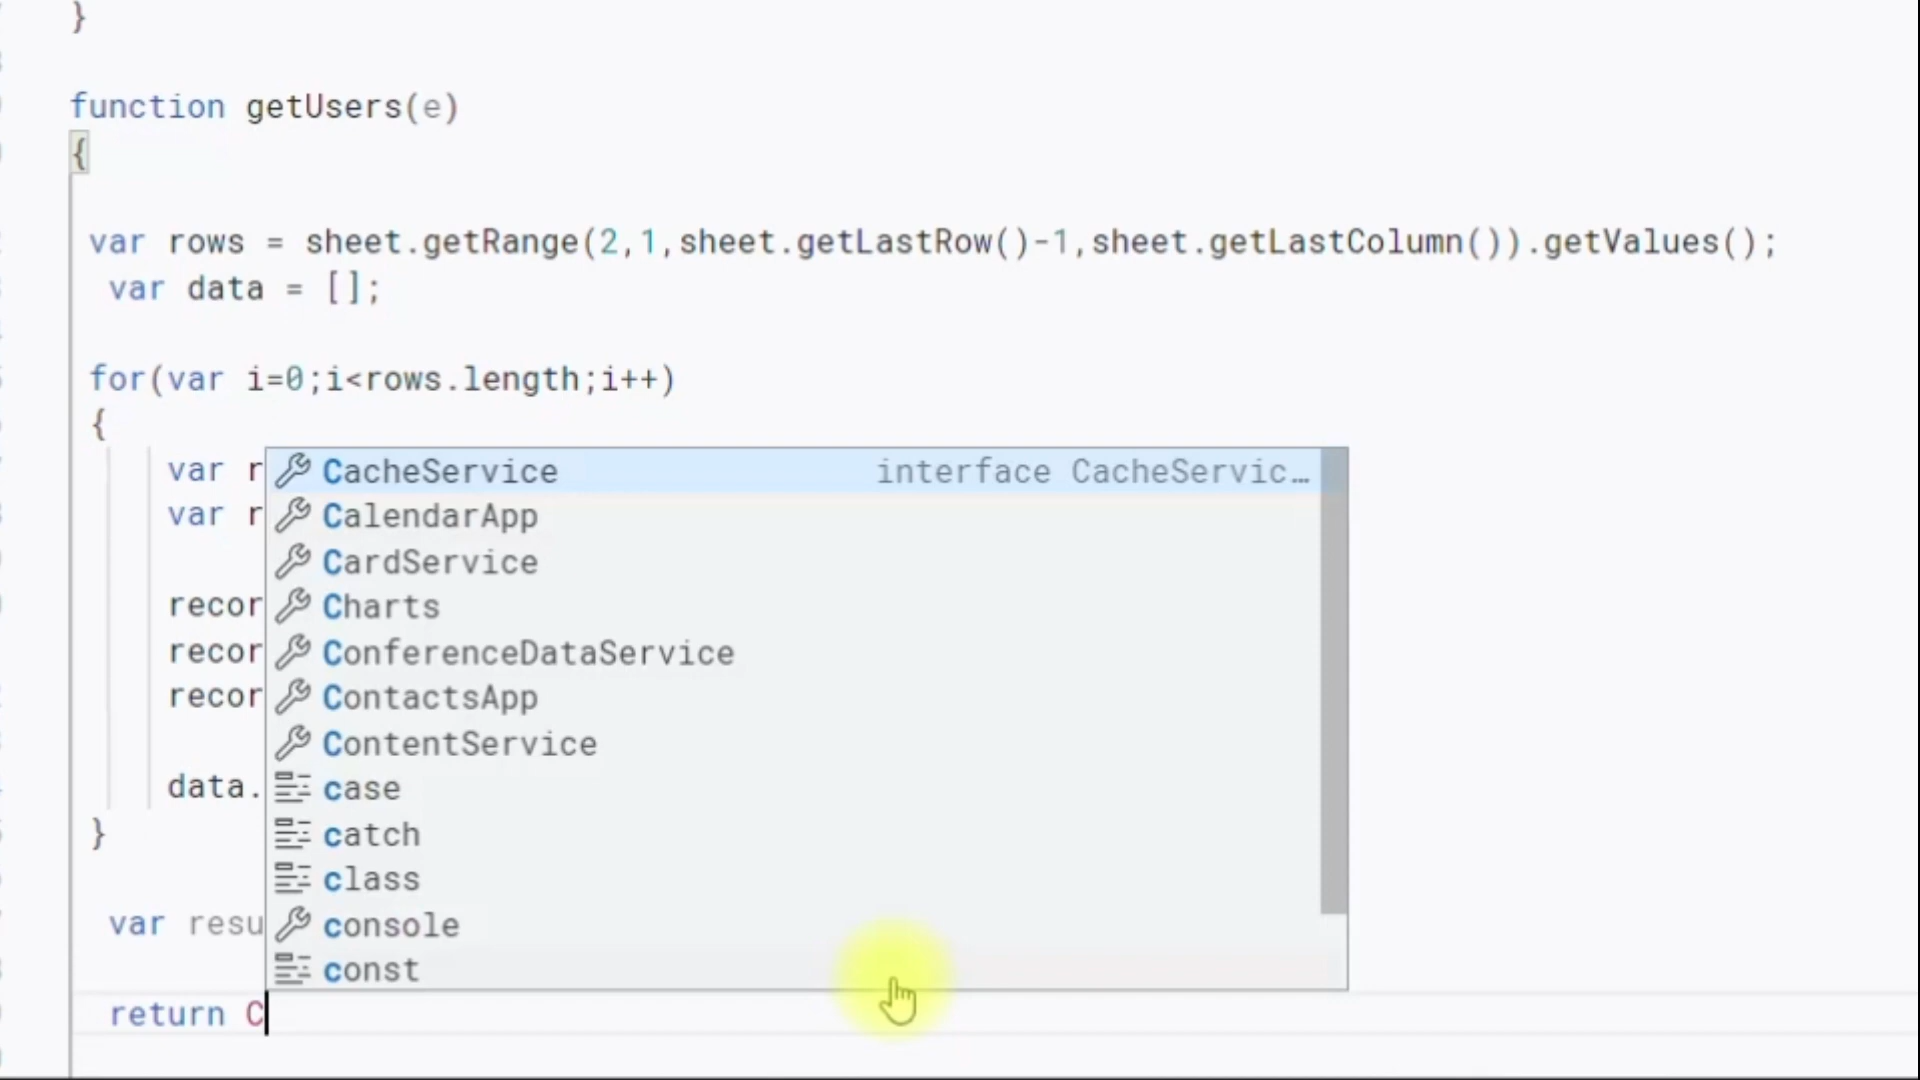 }
function getUsers(e)
{
var rows = sheet.getRange(2,1,sheet.getLastRow()-1,sheet.getLastColumn()).getValues();
var data = [];
for(var i=0;i<rows.length;i++)
{
var r
var r
recor
recor
recor
data.
}
var resu
return C
CacheService interface CacheServic…
CalendarApp
CardService
Charts
ConferenceDataService
ContactsApp
ContentService
case
catch
class
console
const